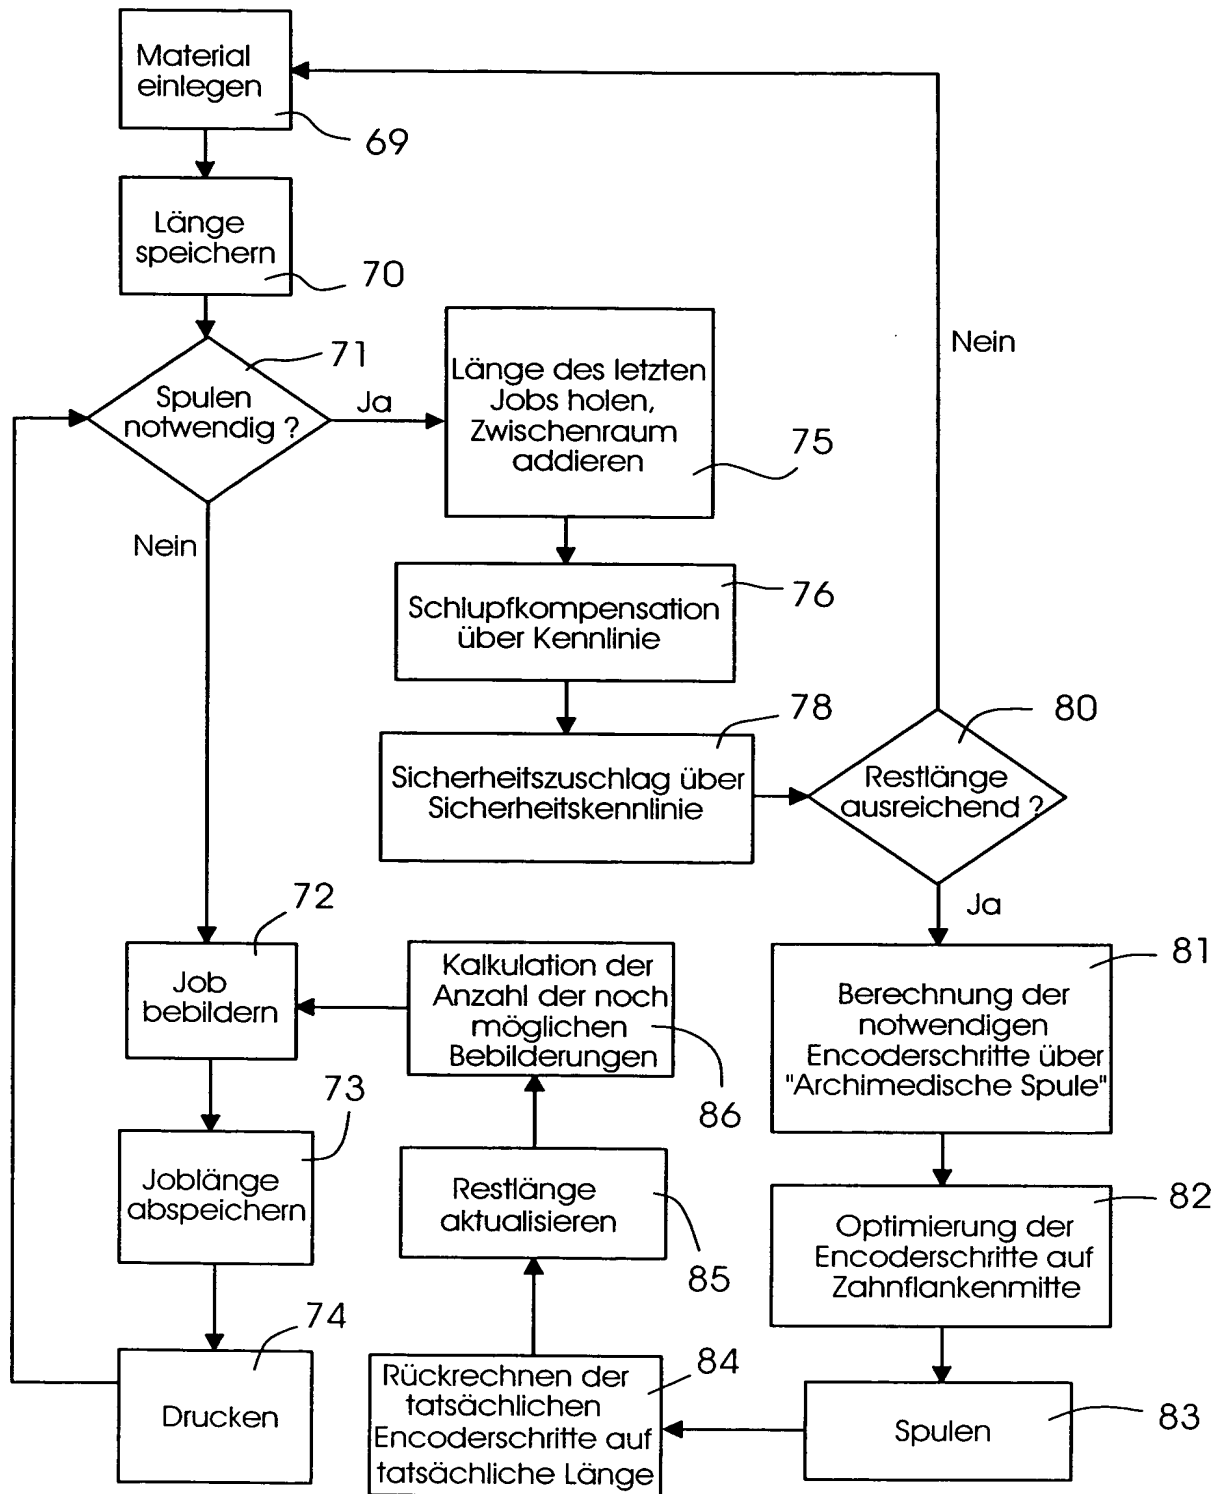 Material
einlegen
69
Länge
speichern
70
71
Spulen
notwendig ?
Ja
Nein
Länge des letzten
Jobs holen,
Zwischenraum
addieren
75
Schlupfkompensation
über Kennlinie
76
Sicherheitszuschlag über
Sicherheitskennlinie
78
Restlänge
ausreichend ?
80
Nein
Ja
Berechnung der
notwendigen
Encoderschritte über
"Archimedische Spule"
81
Optimierung der
Encoderschritte auf
Zahnflankenmitte
82
Spulen
83
Rückrechnen der
tatsächlichen
Encoderschritte auf
tatsächliche Länge
84
Restlänge
aktualisieren
85
Kalkulation der
Anzahl der noch
möglichen
Bebilderungen
86
72
Job
bebildern
73
Joblänge
abspeichern
74
Drucken